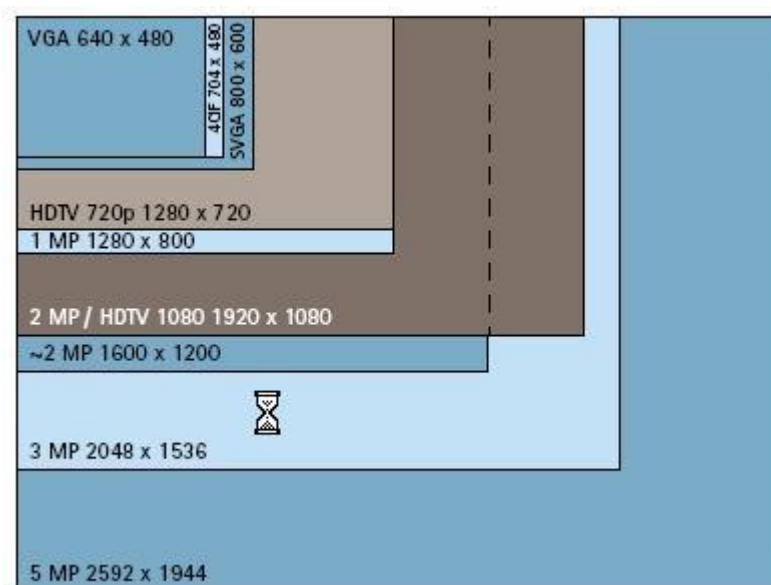 VGA 640 x 480
4CIF 704 x 480
SVGA 800 x 600
HDTV 720p 1280 x 720
1 MP 1280 x 800
2 MP / HDTV 1080 1920 x 1080
~2 MP 1600 x 1200
3 MP 2048 x 1536
5 MP 2592 x 1944